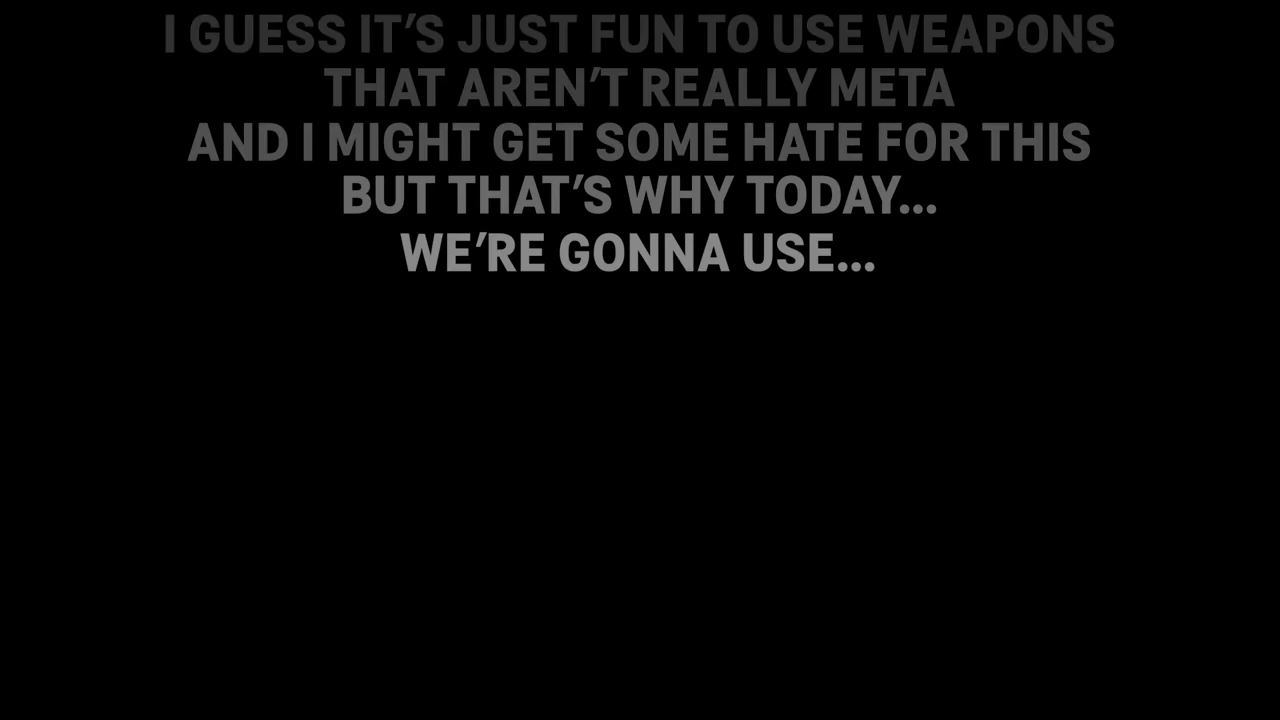 I GUESS IT’S JUST FUN TO USE WEAPONS
THAT AREN’T REALLY META
AND I MIGHT GET SOME HATE FOR THIS
BUT THAT’S WHY TODAY...
WE’RE GONNA USE...